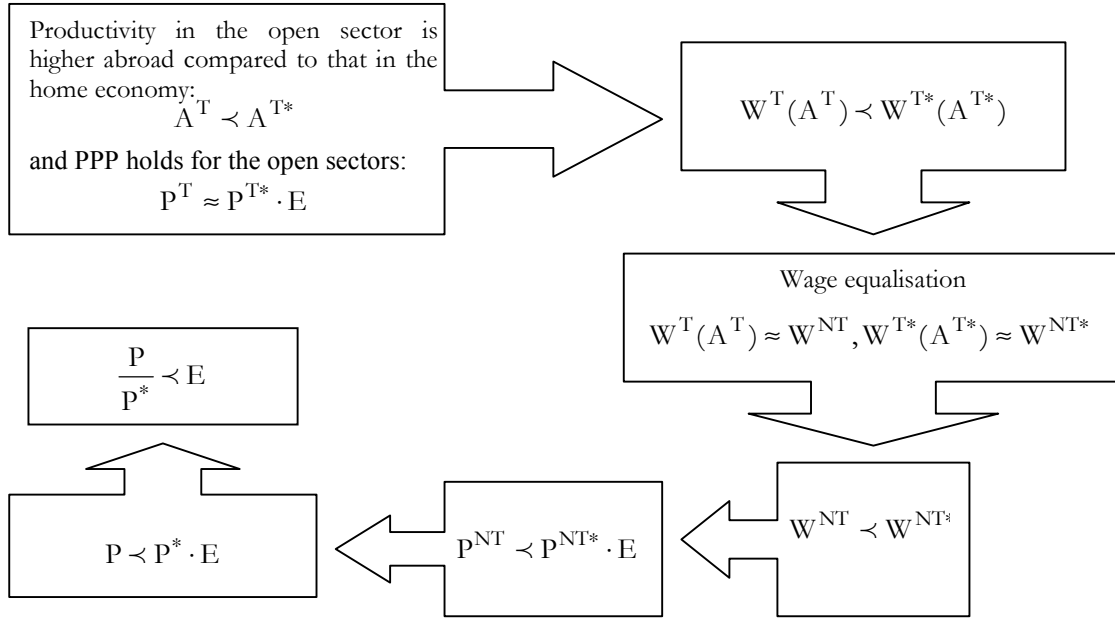 Productivity in the open sector is
higher abroad compared to that in the
home economy:
A^T ≺ A^T*
and PPP holds for the open sectors:
P^T ≈ P^T* · E
W^T(A^T) ≺ W^T*(A^T*)
Wage equalisation
W^T(A^T) ≈ W^NT, W^T*(A^T*) ≈ W^NT*
W^NT ≺ W^NT*
P^NT ≺ P^NT* · E
P ≺ P^* · E
P/P^* ≺ E